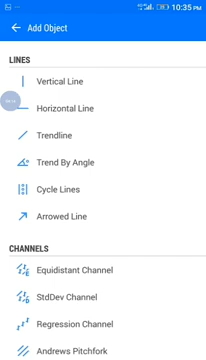 10:35 PM
Add Object
LINES
Vertical Line
Horizontal Line
Trendline
Trend By Angle
Cycle Lines
Arrowed Line
CHANNELS
Equidistant Channel
StdDev Channel
Regression Channel
Andrews Pitchfork